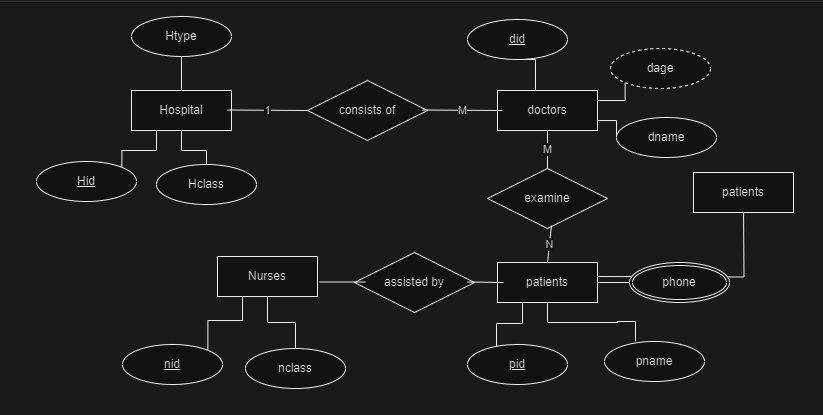 Htype
did
dage
Hospital
1
consists of
M
doctors
dname
M
Hid
Hclass
examine
patients
N
Nurses
assisted by
patients
phone
nid
nclass
pid
pname